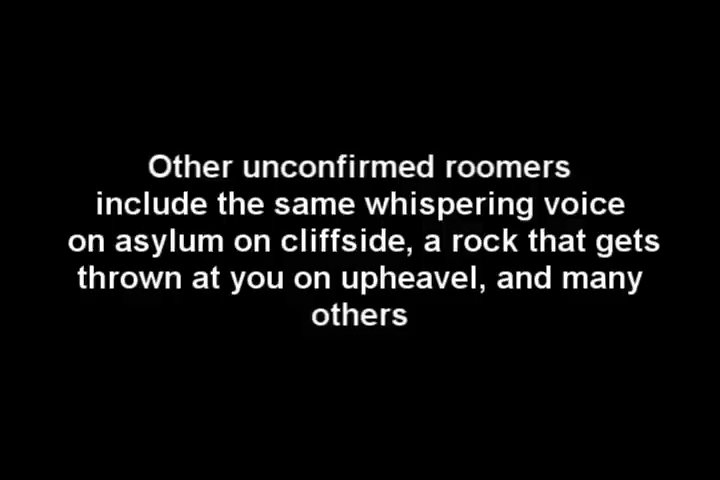 Other unconfirmed roomers
include the same whispering voice
on asylum on cliffside, a rock that gets
thrown at you on upheavel, and many
others